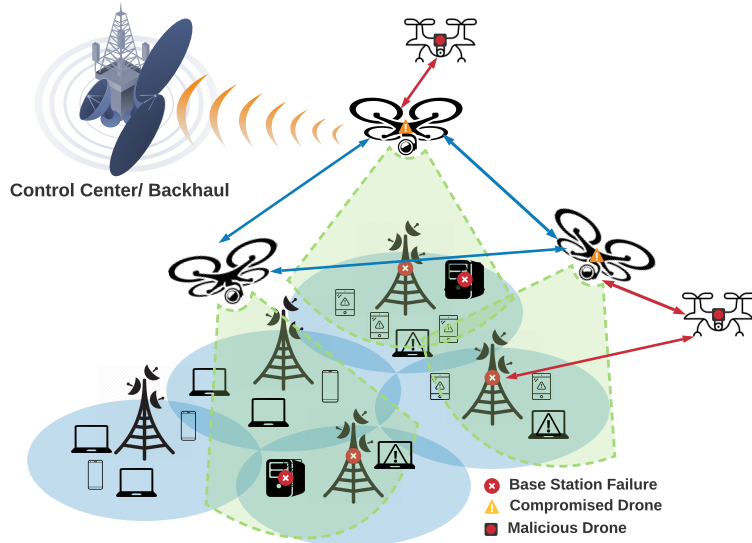 Control Center/ Backhaul
Base Station Failure
Compromised Drone
Malicious Drone